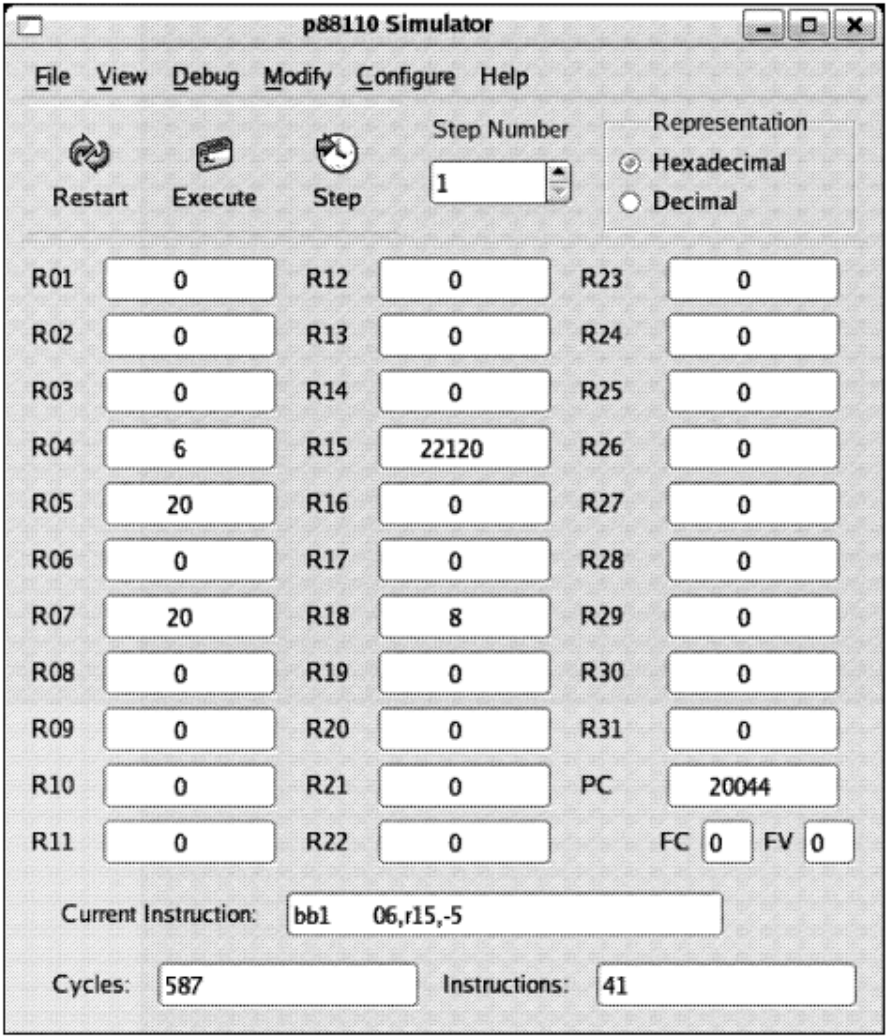 p88110 Simulator
File View Debug Modify Configure Help
Step Number
Representation
Restart Execute Step
1
Hexadecimal
Decimal
R01 0 R12 0 R23 0
R02 0 R13 0 R24 0
R03 0 R14 0 R25 0
R04 6 R15 22120 R26 0
R05 20 R16 0 R27 0
R06 0 R17 0 R28 0
R07 20 R18 8 R29 0
R08 0 R19 0 R30 0
R09 0 R20 0 R31 0
R10 0 R21 0 PC 20044
R11 0 R22 0 FC 0 FV 0
Current Instruction: bb1 06,r15,-5
Cycles: 587 Instructions: 41